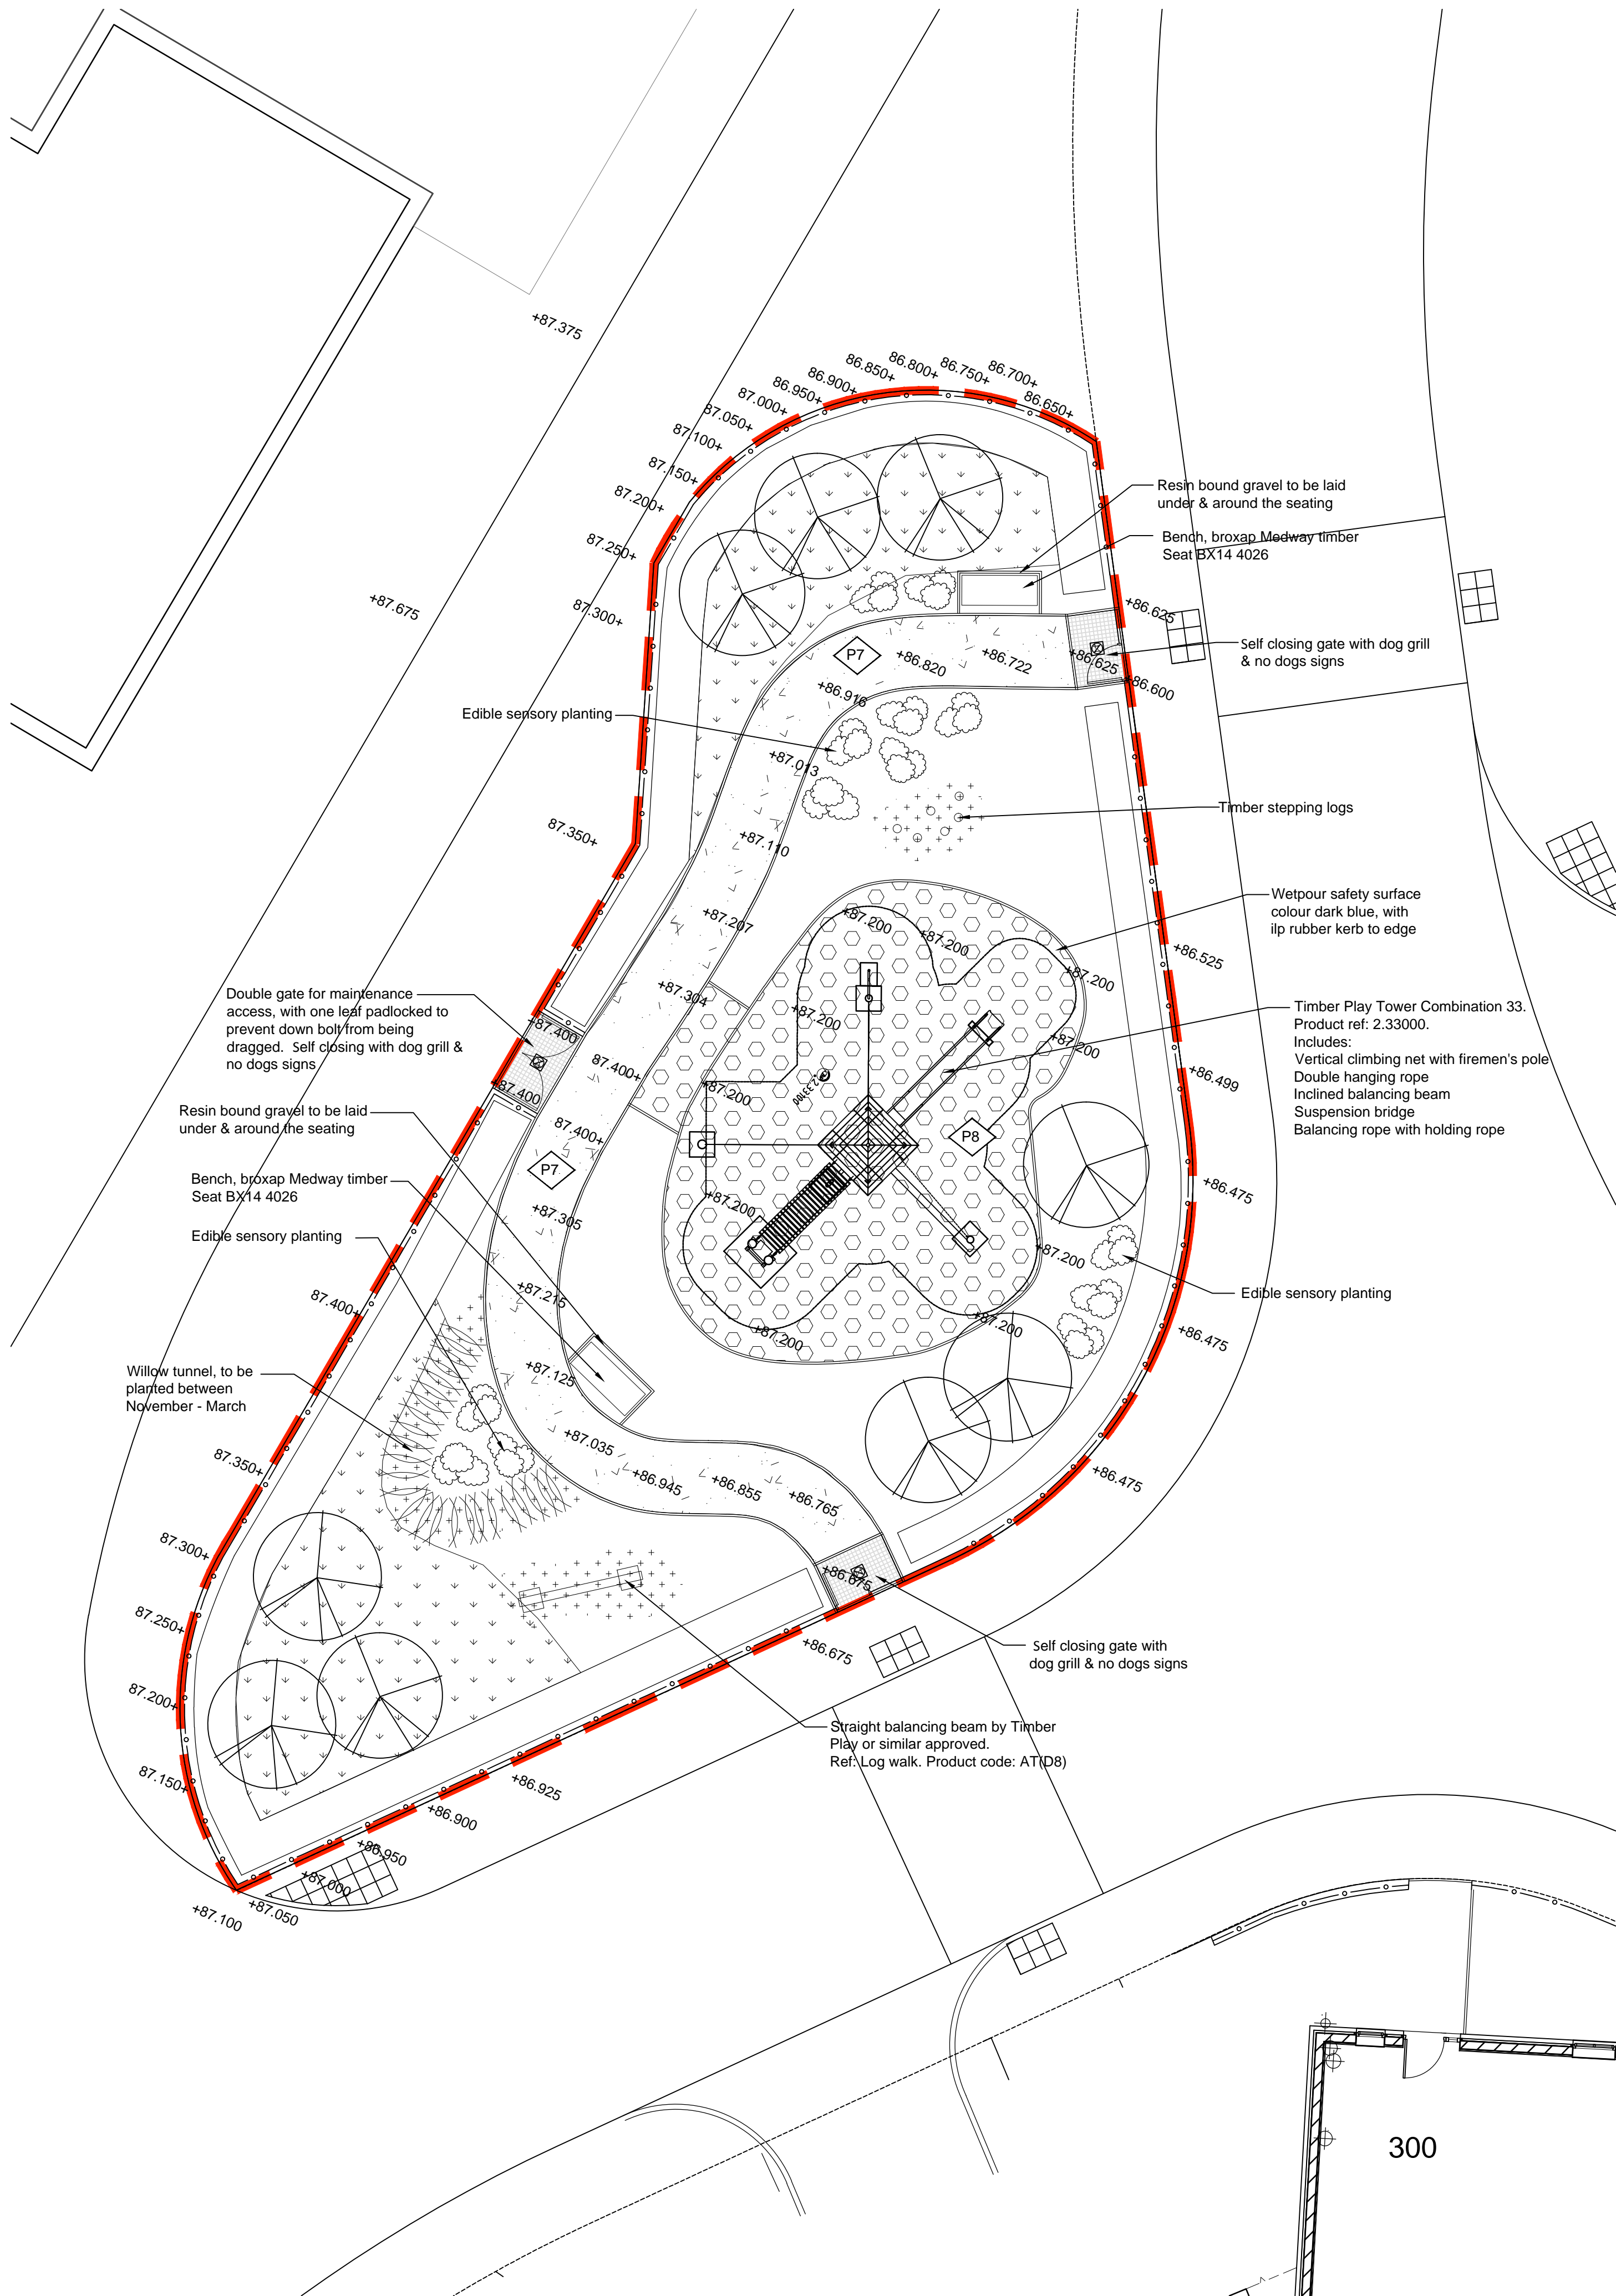 +87.375
86.850+
86.800+
86.750+
86.700+
86.650+
86.900+
86.950+
87.000+
87.050+
87.100+
87.150+
87.200+
87.250+
87.300+
+87.675
87.350+
Resin bound gravel to be laid
under & around the seating
Bench, broxap Medway timber
Seat BX14 4026
+86.625
Self closing gate with dog grill
& no dogs signs
+86.625
+86.600
P7
+86.820
+86.722
+86.916
Edible sensory planting
+87.013
+87.110
Timber stepping logs
+87.207
+87.304
Wetpour safety surface
colour dark blue, with
ilp rubber kerb to edge
+87.200
+87.200
+87.200
+87.200
+87.200
+87.200
+86.525
Double gate for maintenance
access, with one leaf padlocked to
prevent down bolt from being
dragged. Self closing with dog grill &
no dogs signs
+87.400
+87.400
87.400+
87.400+
Timber Play Tower Combination 33.
Product ref: 2.33000.
Includes:
Vertical climbing net with firemen's pole
Double hanging rope
Inclined balancing beam
Suspension bridge
Balancing rope with holding rope
+86.499
2.33100
P8
Resin bound gravel to be laid
under & around the seating
P7
Bench, broxap Medway timber
Seat BX14 4026
+87.200
+86.475
Edible sensory planting
+87.305
+87.200
+87.215
+87.200
+87.200
Edible sensory planting
+86.475
87.400+
Willow tunnel, to be
planted between
November - March
+87.125
+87.035
+86.945
+86.855
+86.765
+86.475
87.350+
87.300+
+86.675
87.250+
+86.675
Self closing gate with
dog grill & no dogs signs
87.200+
Straight balancing beam by Timber
Play or similar approved.
Ref: Log walk. Product code: AT(D8)
87.150+
+86.925
+86.900
+86.950
+87.000
+87.050
+87.100
300